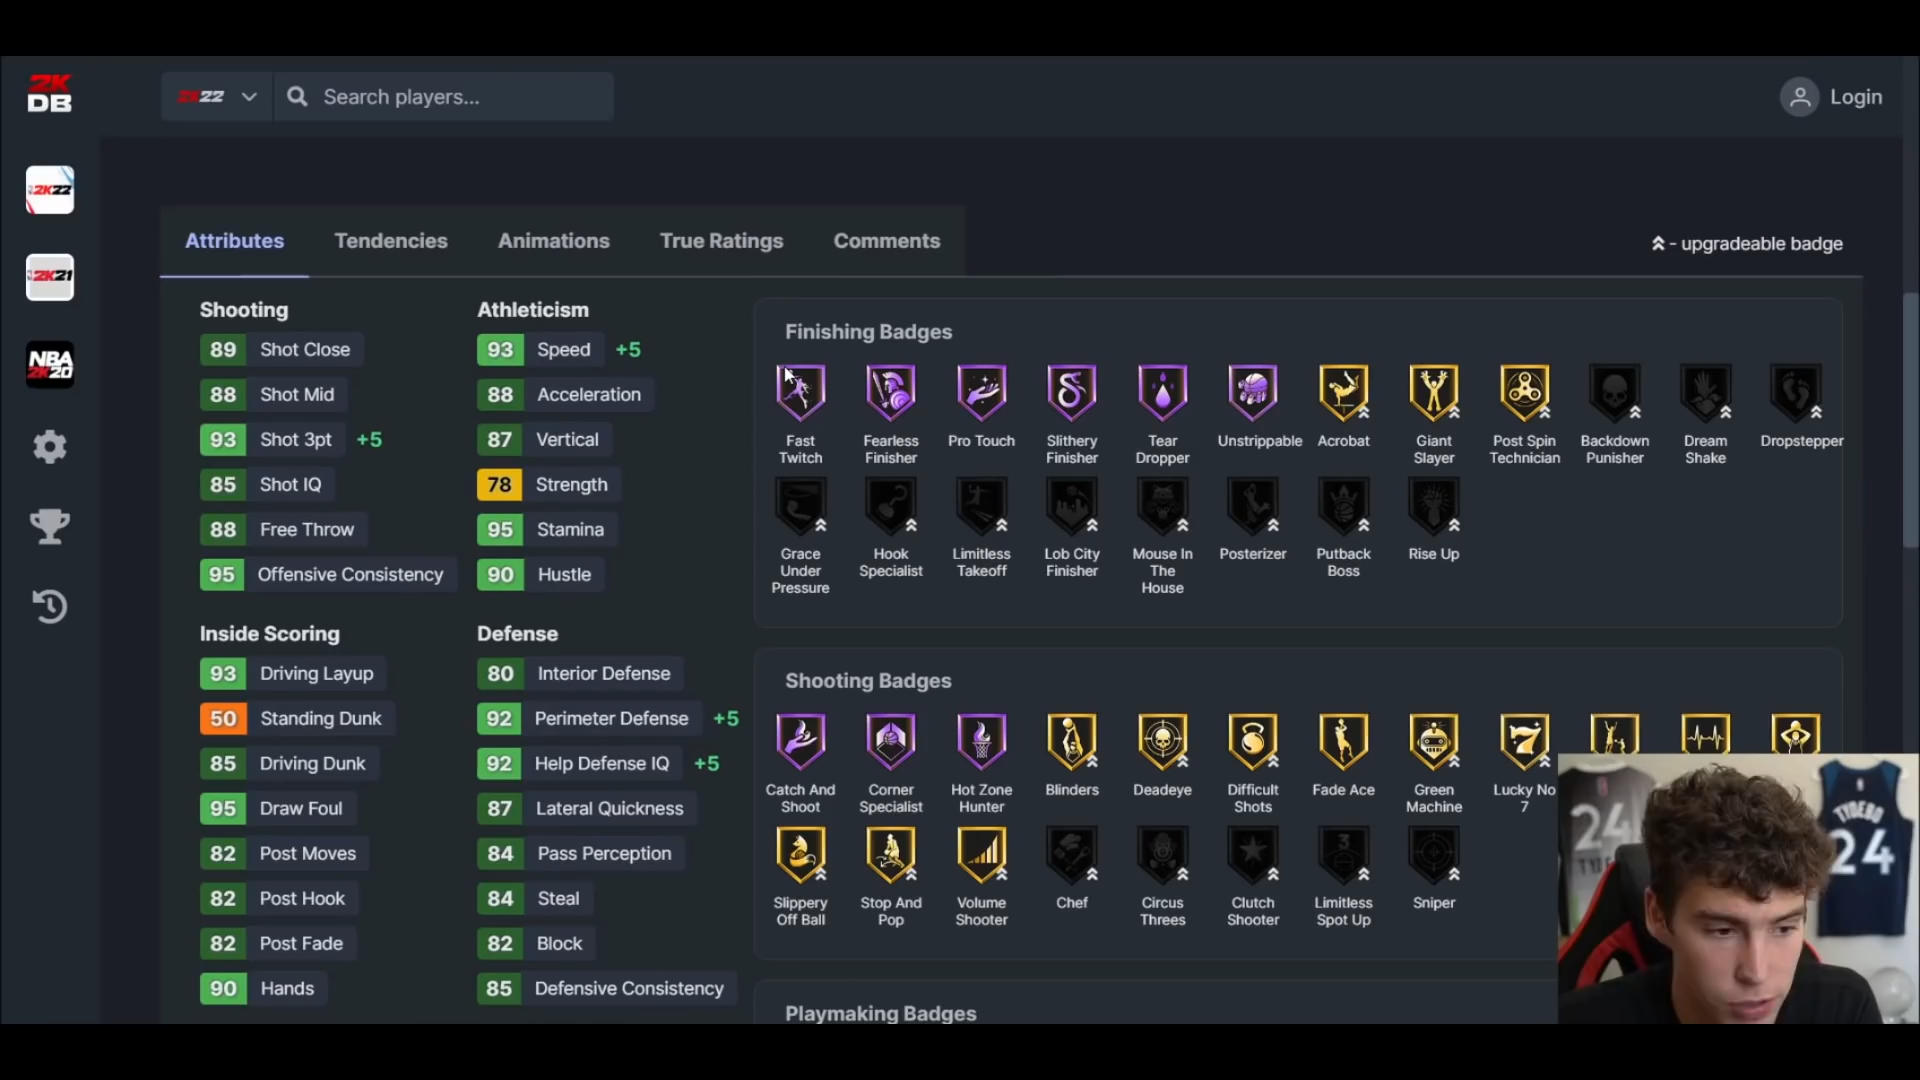 2K
DB
2K22
Search players...
Login
2K22
2K21
NBA
2K20
Attributes
Tendencies
Animations
True Ratings
Comments
- upgradeable badge
Shooting
89 Shot Close
88 Shot Mid
93 Shot 3pt +5
85 Shot IQ
88 Free Throw
95 Offensive Consistency
Inside Scoring
93 Driving Layup
50 Standing Dunk
85 Driving Dunk
95 Draw Foul
82 Post Moves
82 Post Hook
82 Post Fade
90 Hands
Athleticism
93 Speed +5
88 Acceleration
87 Vertical
78 Strength
95 Stamina
90 Hustle
Defense
80 Interior Defense
92 Perimeter Defense +5
92 Help Defense IQ +5
87 Lateral Quickness
84 Pass Perception
84 Steal
82 Block
85 Defensive Consistency
Finishing Badges
Fast
Twitch
Fearless
Finisher
Pro Touch
Slithery
Finisher
Tear
Dropper
Unstrippable
Acrobat
Giant
Slayer
Post Spin
Technician
Backdown
Punisher
Dream
Shake
Dropstepper
Grace
Under
Pressure
Hook
Specialist
Limitless
Takeoff
Lob City
Finisher
Mouse In
The
House
Posterizer
Putback
Boss
Rise Up
Shooting Badges
Catch And
Shoot
Corner
Specialist
Hot Zone
Hunter
Blinders
Deadeye
Difficult
Shots
Fade Ace
Green
Machine
Lucky No
7
Slippery
Off Ball
Stop And
Pop
Volume
Shooter
Chef
Circus
Threes
Clutch
Shooter
Limitless
Spot Up
Sniper
Playmaking Badges
24
TYDEBO
24